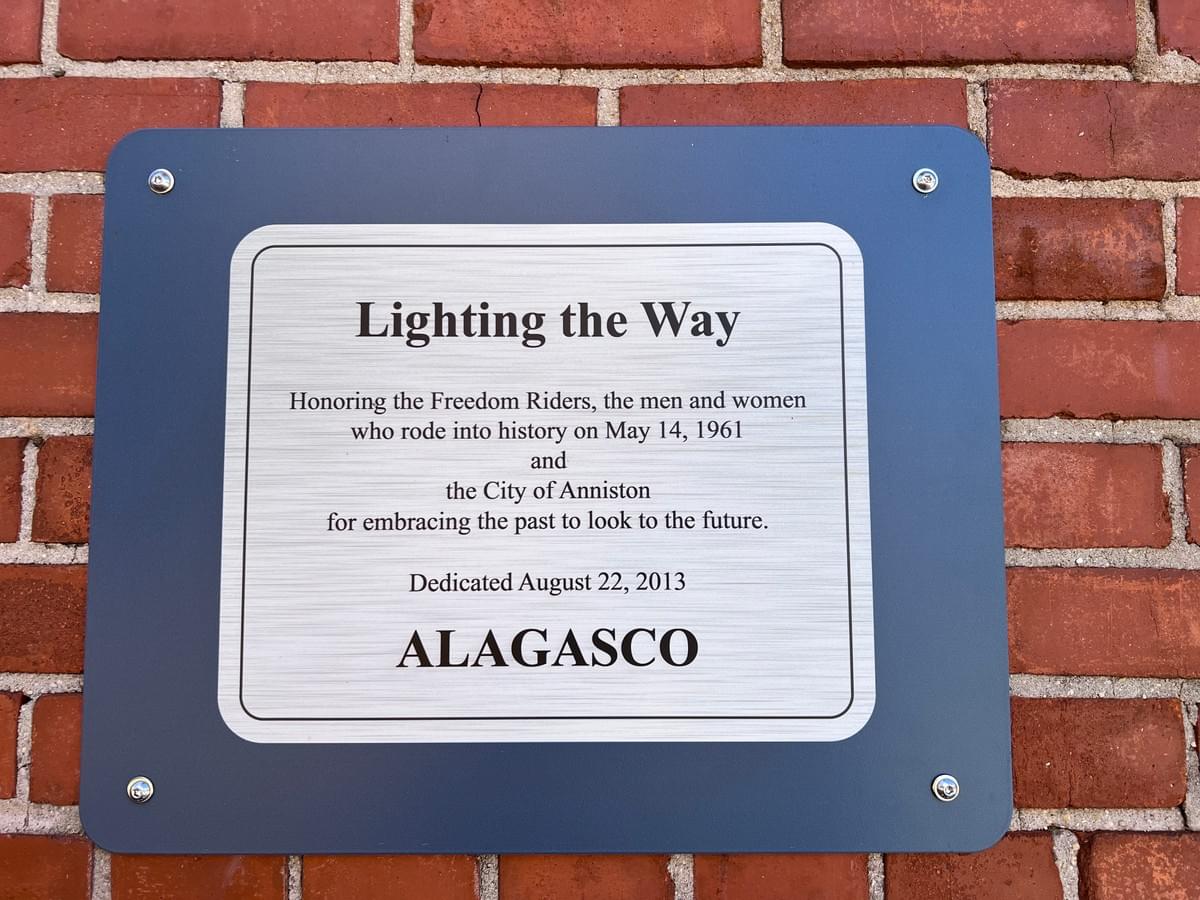 Lighting the Way
Honoring the Freedom Riders, the men and women
who rode into history on May 14, 1961
and
the City of Anniston
for embracing the past to look to the future.
Dedicated August 22, 2013
ALAGASCO